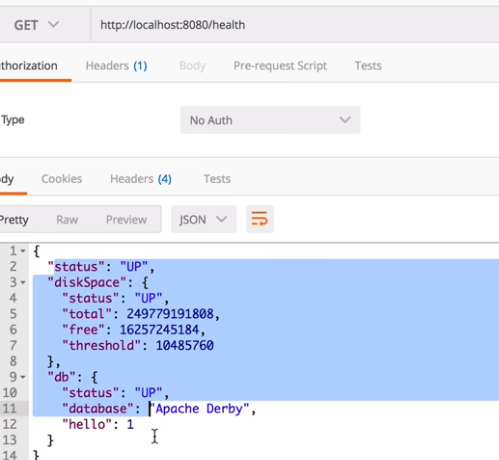 GET http://localhost:8080/health
Headers (1) Body Pre-request Script Tests
Type No Auth
Cookies Headers (4) Tests
Pretty Raw Preview JSON
1 {
2 "status": "UP",
3 "diskSpace": {
4 "status": "UP",
5 "total": 249779191808,
6 "free": 16257245184,
7 "threshold": 10485760
8 },
9 "db": {
10 "status": "UP",
11 "database": "Apache Derby",
12 "hello": 1
13 }
14 }